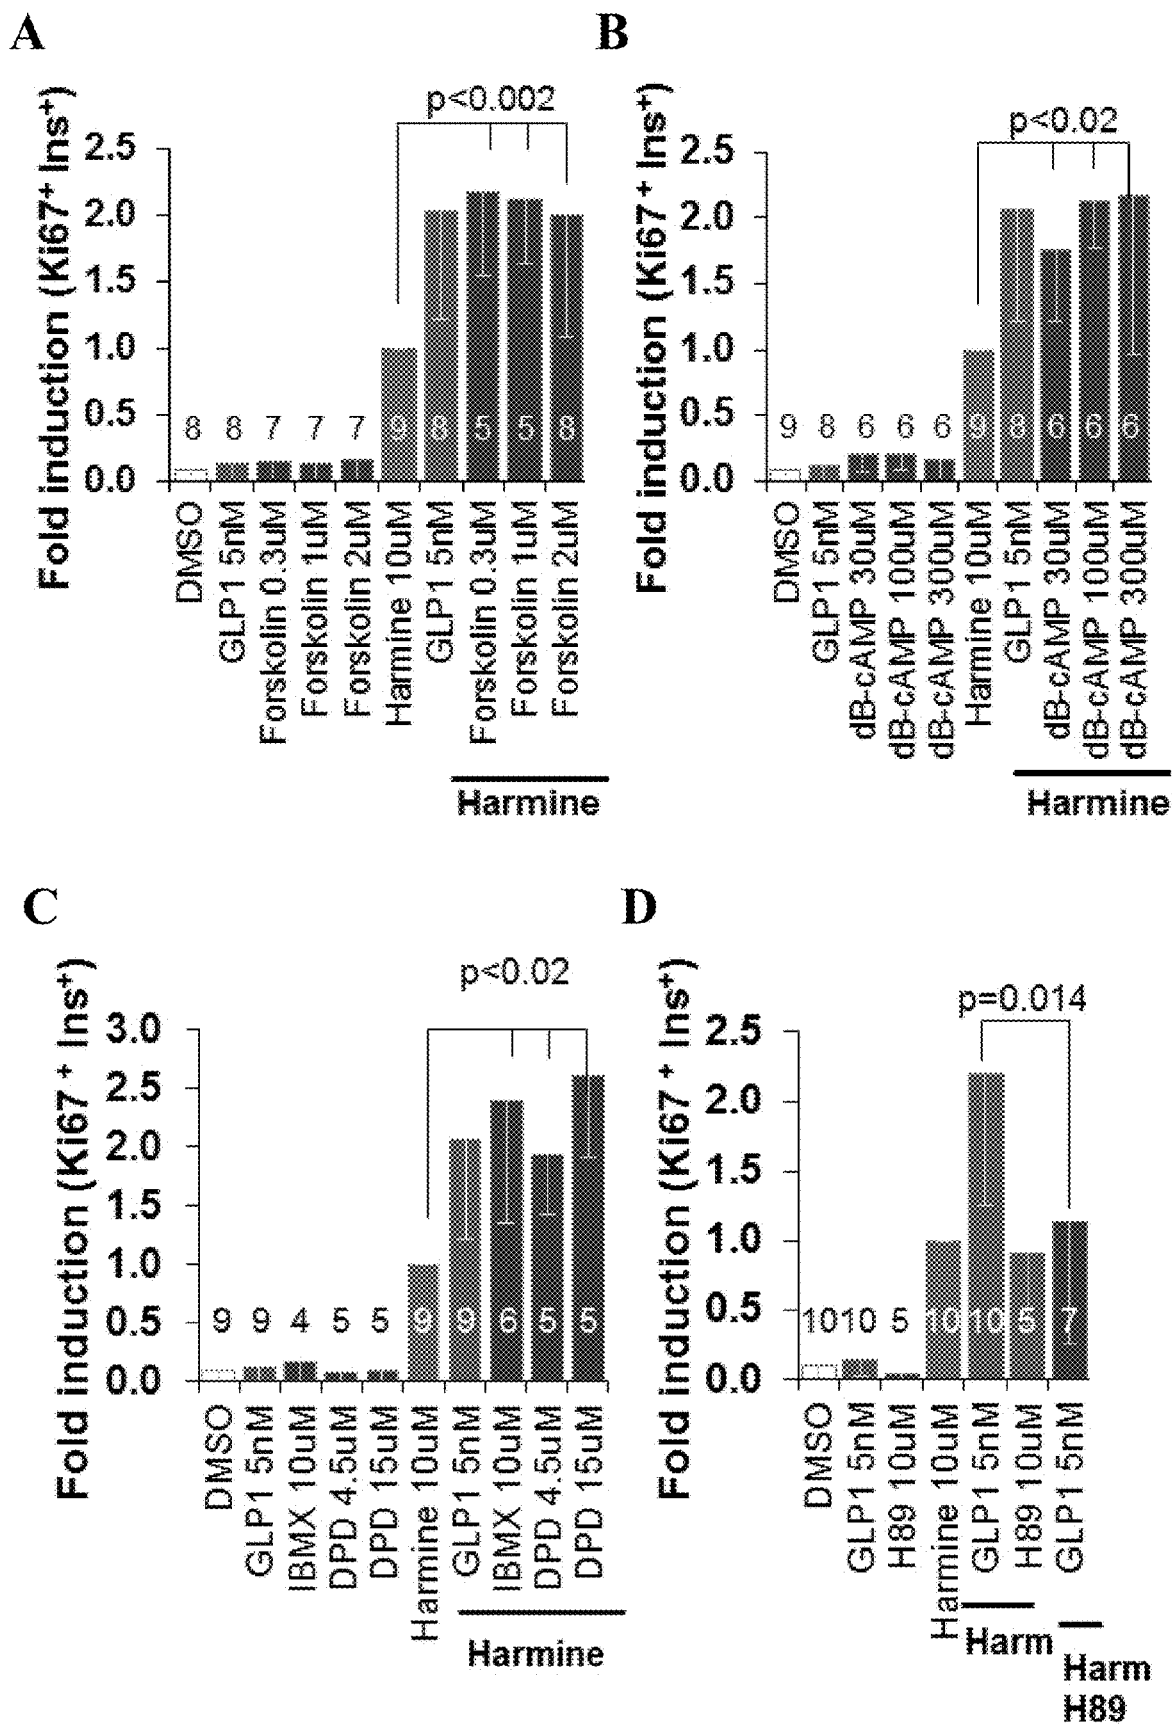 A
Fold induction (Ki67+ Ins+)
p<0.002
2.5
2.0
1.5
1.0
0.5
0.0
8 8 7 7 7 9 8 5 5 8
DMSO
GLP1 5nM
Forskolin 0.3uM
Forskolin 1uM
Forskolin 2uM
Harmine 10uM
GLP1 5nM
Forskolin 0.3uM
Forskolin 1uM
Forskolin 2uM
Harmine
B
Fold induction (Ki67+ Ins+)
p<0.02
2.5
2.0
1.5
1.0
0.5
0.0
9 8 6 6 6 9 8 6 6 6
DMSO
GLP1 5nM
dB-cAMP 30uM
dB-cAMP 100uM
dB-cAMP 300uM
Harmine 10uM
GLP1 5nM
dB-cAMP 30uM
dB-cAMP 100uM
dB-cAMP 300uM
Harmine
C
Fold induction (Ki67 + Ins+)
p<0.02
3.0
2.5
2.0
1.5
1.0
0.5
0.0
9 9 4 5 5 9 9 6 5 5
DMSO
GLP1 5nM
IBMX 10uM
DPD 4.5uM
DPD 15uM
Harmine 10uM
GLP1 5nM
IBMX 10uM
DPD 4.5uM
DPD 15uM
Harmine
D
Fold induction (Ki67 + Ins+)
p=0.014
2.5
2.0
1.5
1.0
0.5
0.0
10 10 5 10 10 5 7
DMSO
GLP1 5nM
H89 10uM
Harmine 10uM
GLP1 5nM
H89 10uM
GLP1 5nM
Harm
Harm
H89